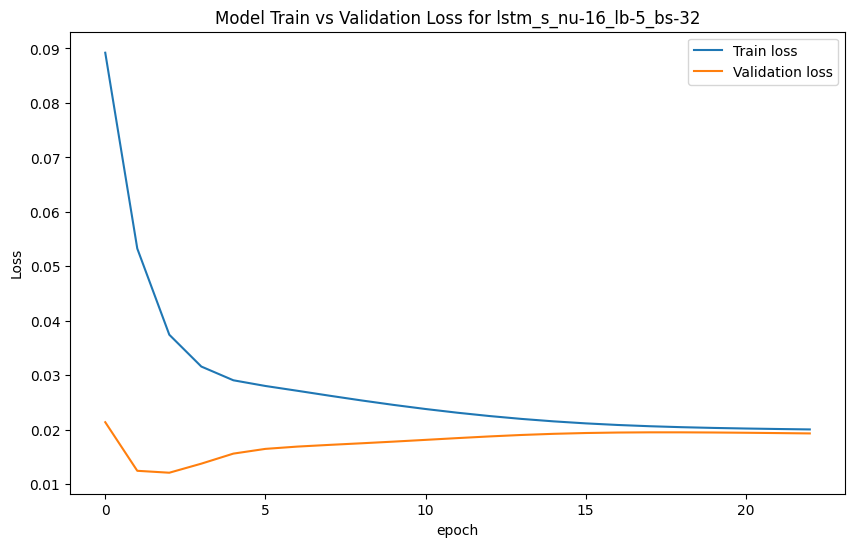 Model Train vs Validation Loss for lstm_s_nu-16_lb-5_bs-32
Train loss
Validation loss
0.09
0.08
0.07
0.06
0.05
0.04
0.03
0.02
0.01
Loss
0
5
10
15
20
epoch